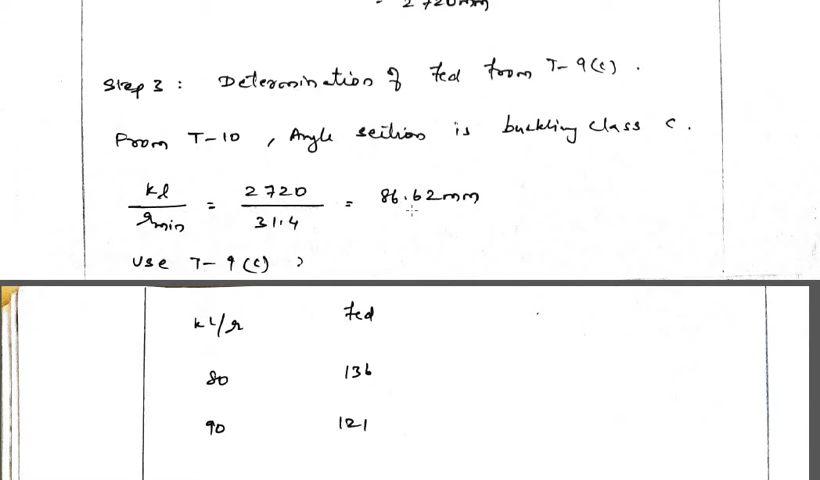 = 2720mm
Step 3 : Determination of fcd from T-9(c) .
From T-10 , Angle section is buckling class c .
kl / rmin = 2720 / 31.4 = 86.62mm
Use T-9(c) >
kl/r fcd
80 136
90 121